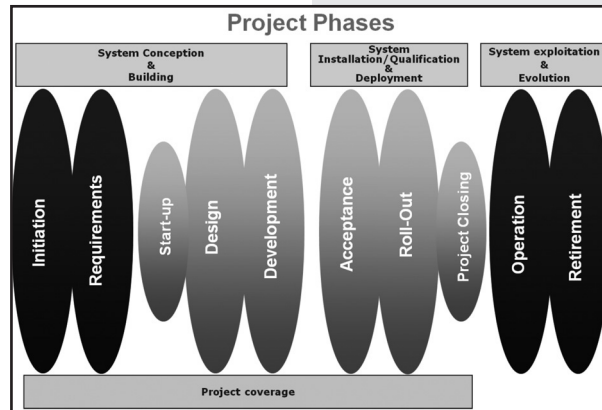 Project Phases
System Conception
&
Building
System
Installation/Qualification
&
Deployment
System exploitation
&
Evolution
Initiation
Requirements
Start-up
Design
Development
Acceptance
Roll-Out
Project Closing
Operation
Retirement
Project coverage